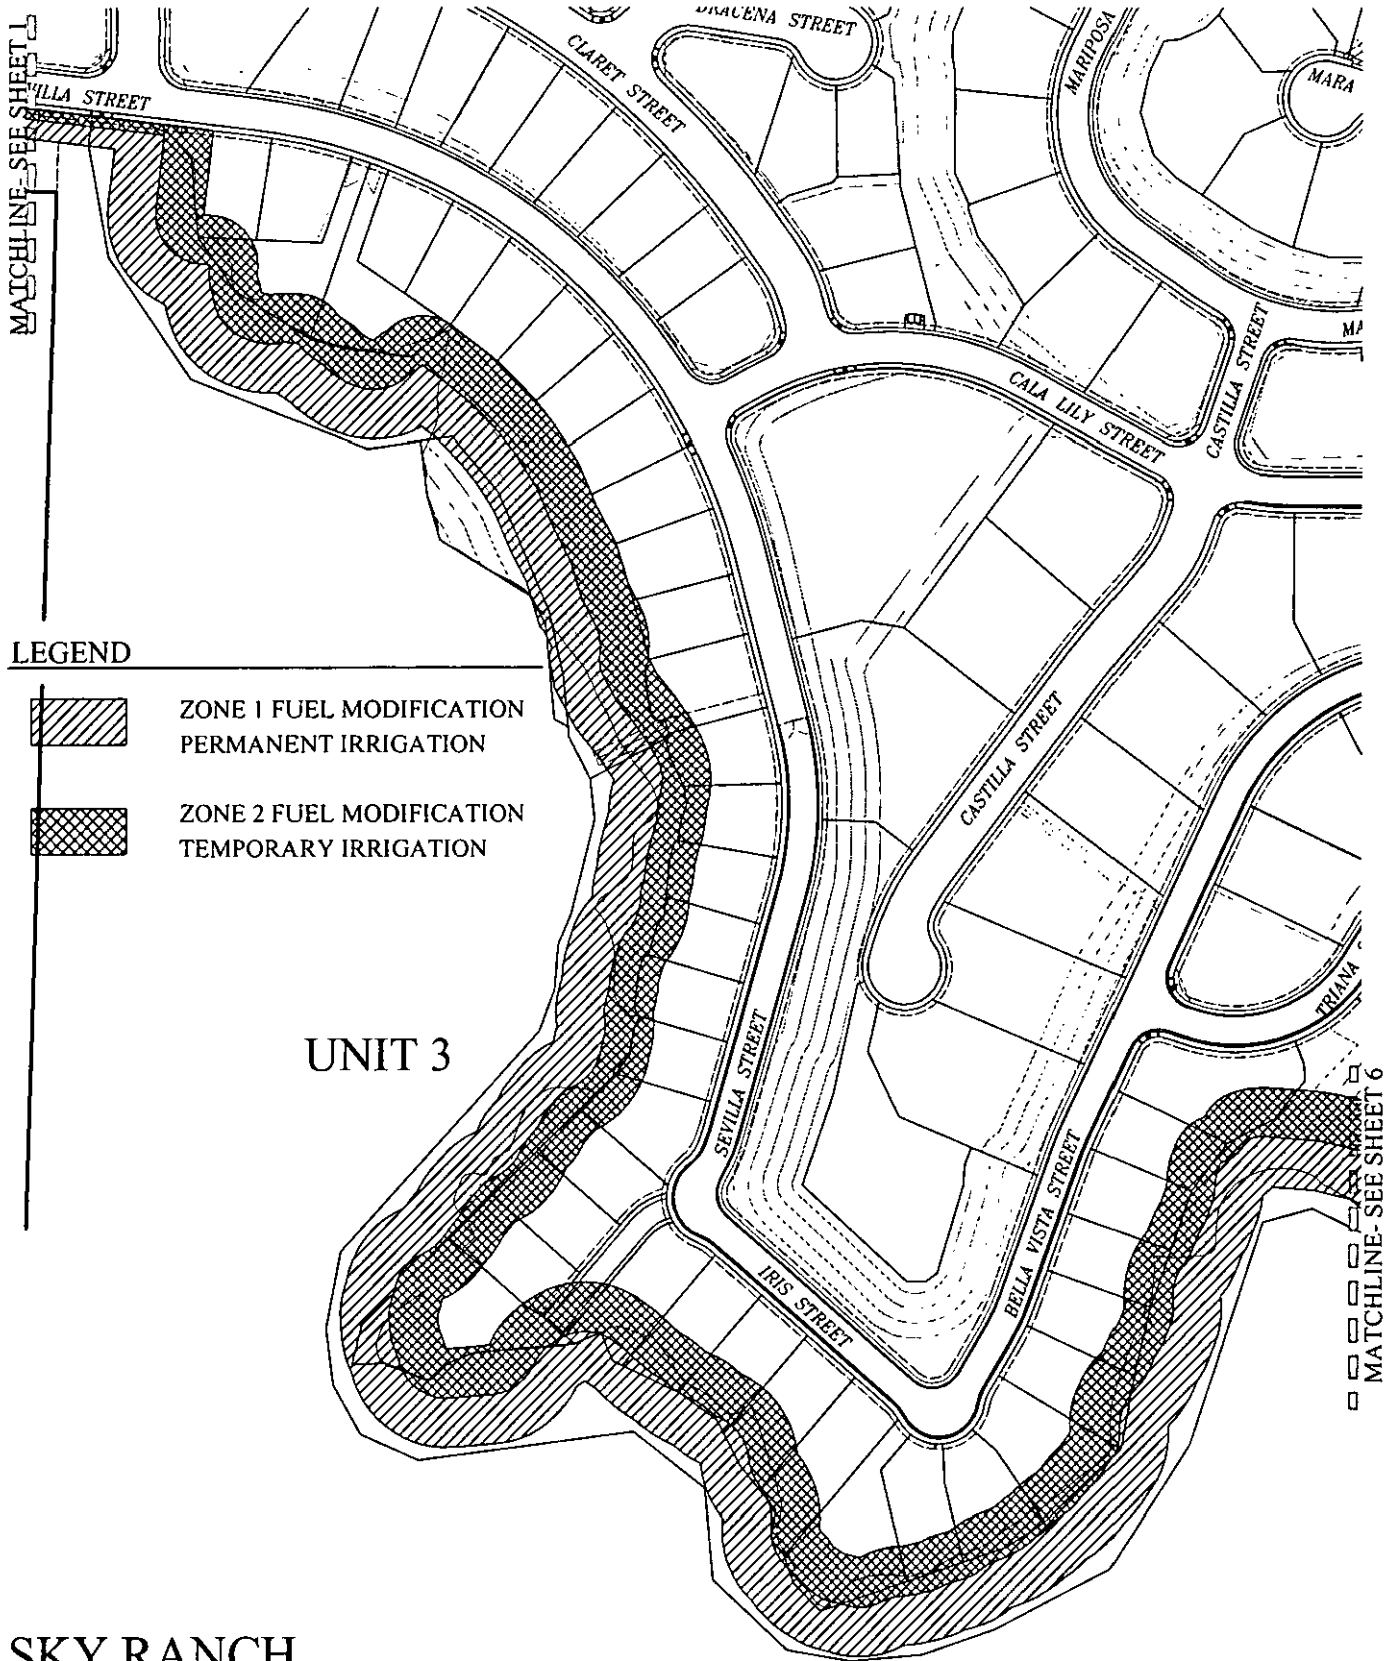 DRACENA STREET
CLARET STREET
MARIPOSA
MARA
MATCHLINE- SEE SHEET 1
VILLA STREET
MA
CASTILLA STREET
CALA LILY STREET
LEGEND
ZONE 1 FUEL MODIFICATION
PERMANENT IRRIGATION
ZONE 2 FUEL MODIFICATION
TEMPORARY IRRIGATION
CASTILLA STREET
TRIANA
UNIT 3
SEVILLA STREET
BELLA VISTA STREET
IRIS STREET
MATCHLINE- SEE SHEET 6
SKY RANCH